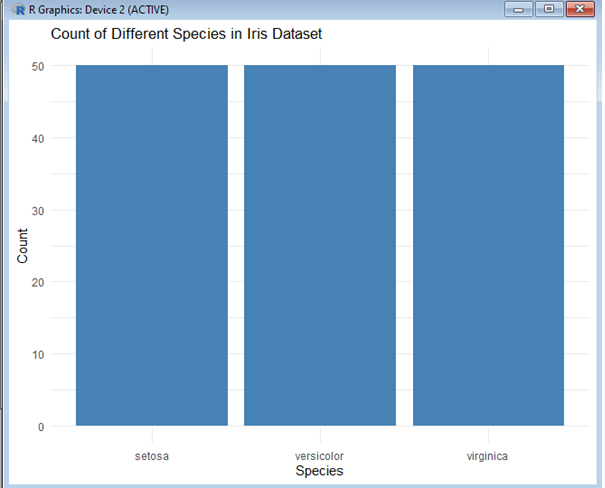 R Graphics: Device 2 (ACTIVE)
Count of Different Species in Iris Dataset
50
40
30
20
10
0
Count
setosa versicolor virginica
Species